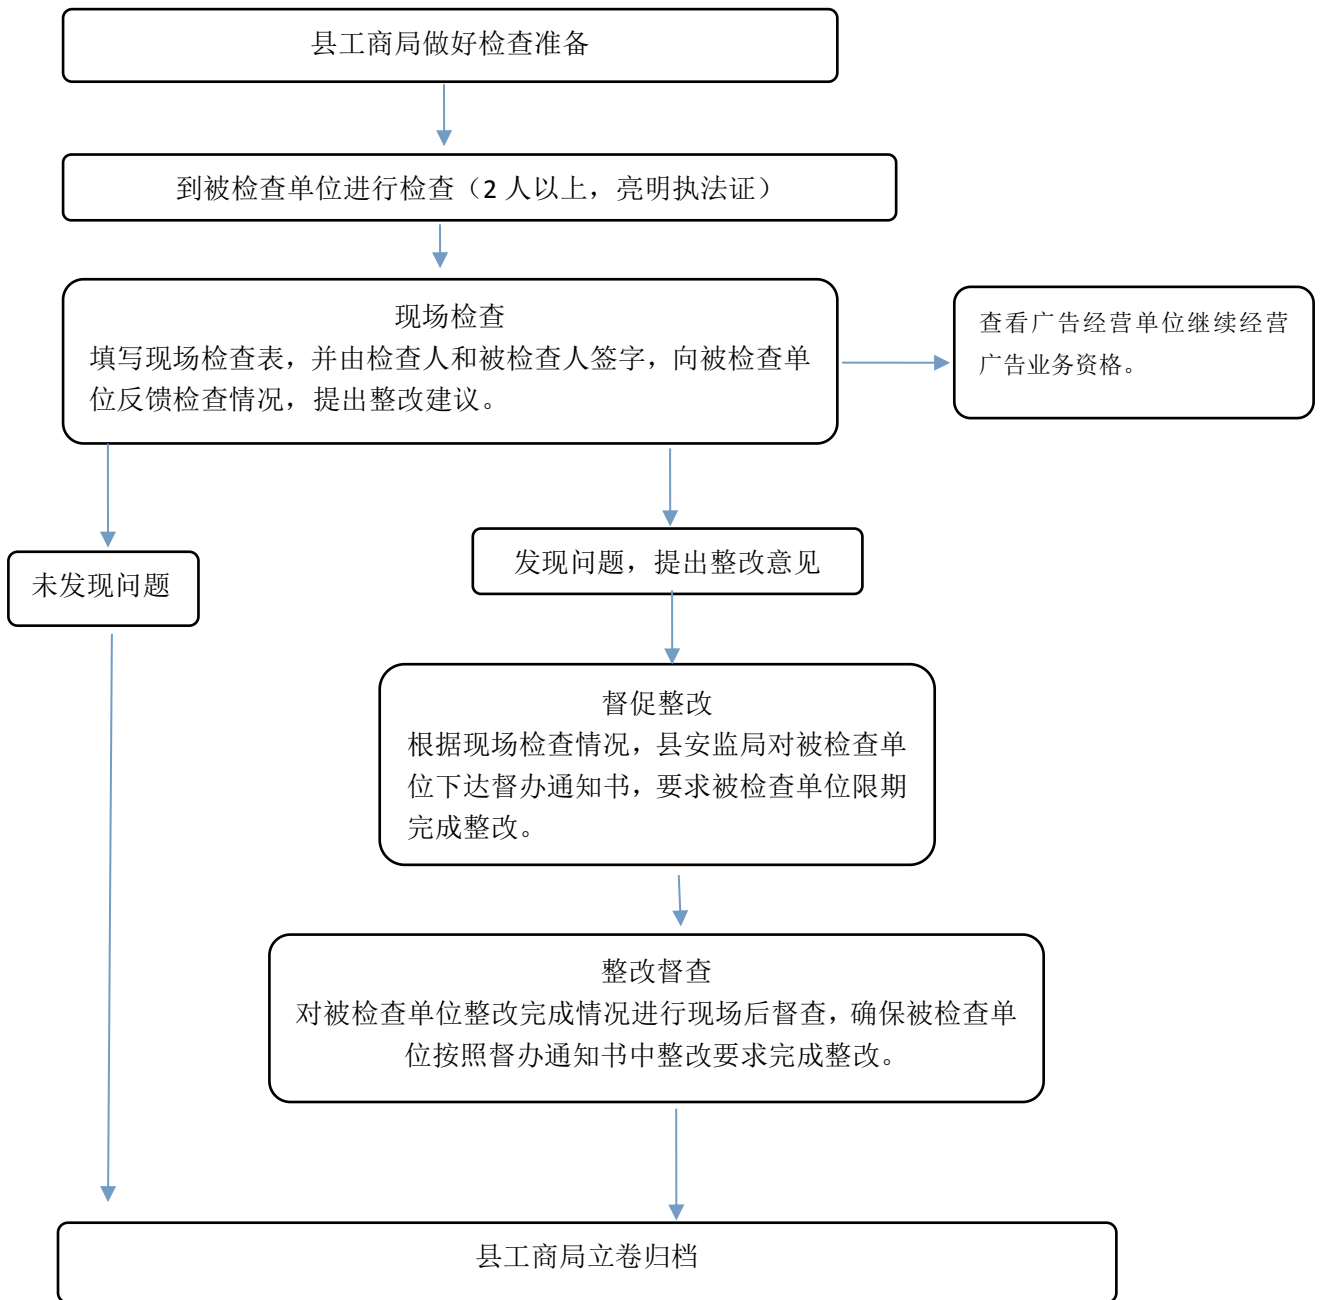 县工商局做好检查准备
到被检查单位进行检查（2 人以上，亮明执法证）
现场检查
填写现场检查表，并由检查人和被检查人签字，向被检查单
位反馈检查情况，提出整改建议。
查看广告经营单位继续经营
广告业务资格。
未发现问题
发现问题，提出整改意见
督促整改
根据现场检查情况，县安监局对被检查单
位下达督办通知书，要求被检查单位限期
完成整改。
整改督查
对被检查单位整改完成情况进行现场后督查，确保被检查单
位按照督办通知书中整改要求完成整改。
县工商局立卷归档